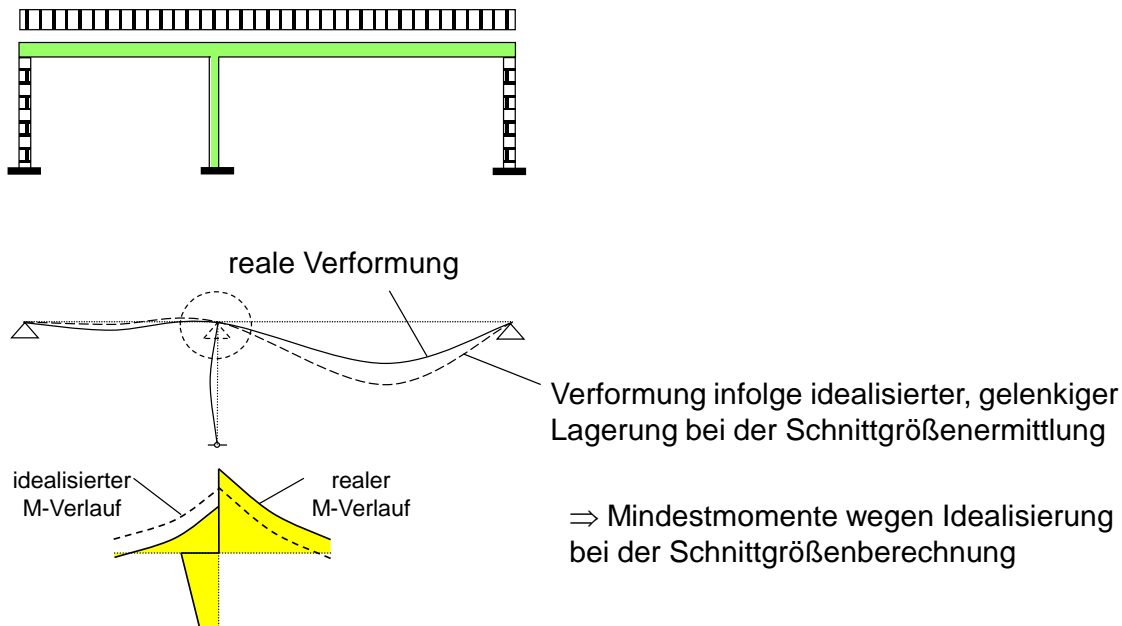 reale Verformung
Verformung infolge idealisierter, gelenkiger
Lagerung bei der Schnittgrößenermittlung
idealisierter
M-Verlauf
realer
M-Verlauf
⇒ Mindestmomente wegen Idealisierung
bei der Schnittgrößenberechnung